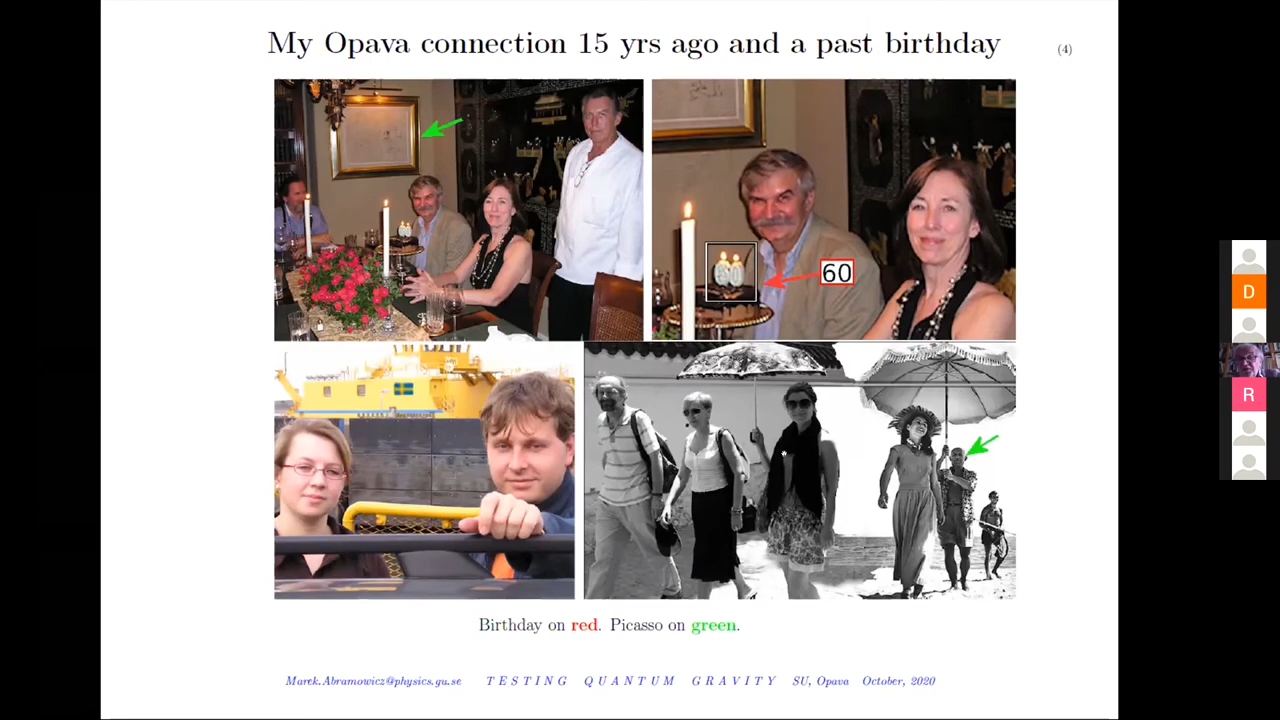 My Opava connection 15 yrs ago and a past birthday
(4)
60
60
Birthday on red. Picasso on green.
Marek.Abramowicz@physics.gu.se TESTING QUANTUM GRAVITY SU, Opava October, 2020
D
R